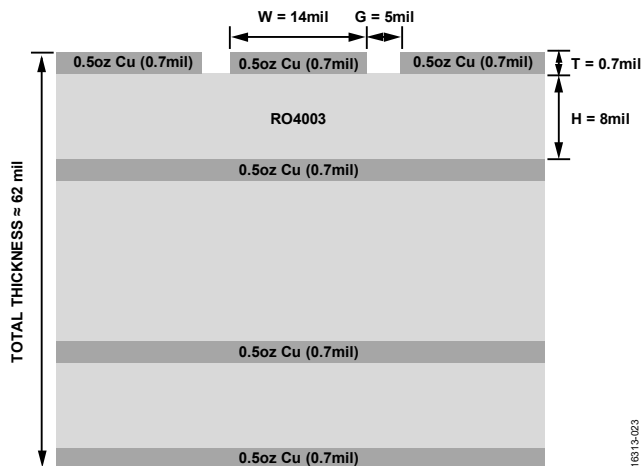 W = 14mil
G = 5mil
0.5oz Cu (0.7mil)
0.5oz Cu (0.7mil)
0.5oz Cu (0.7mil)
T = 0.7mil
RO4003
H = 8mil
0.5oz Cu (0.7mil)
TOTAL THICKNESS ≈ 62 mil
0.5oz Cu (0.7mil)
0.5oz Cu (0.7mil)
16313-023